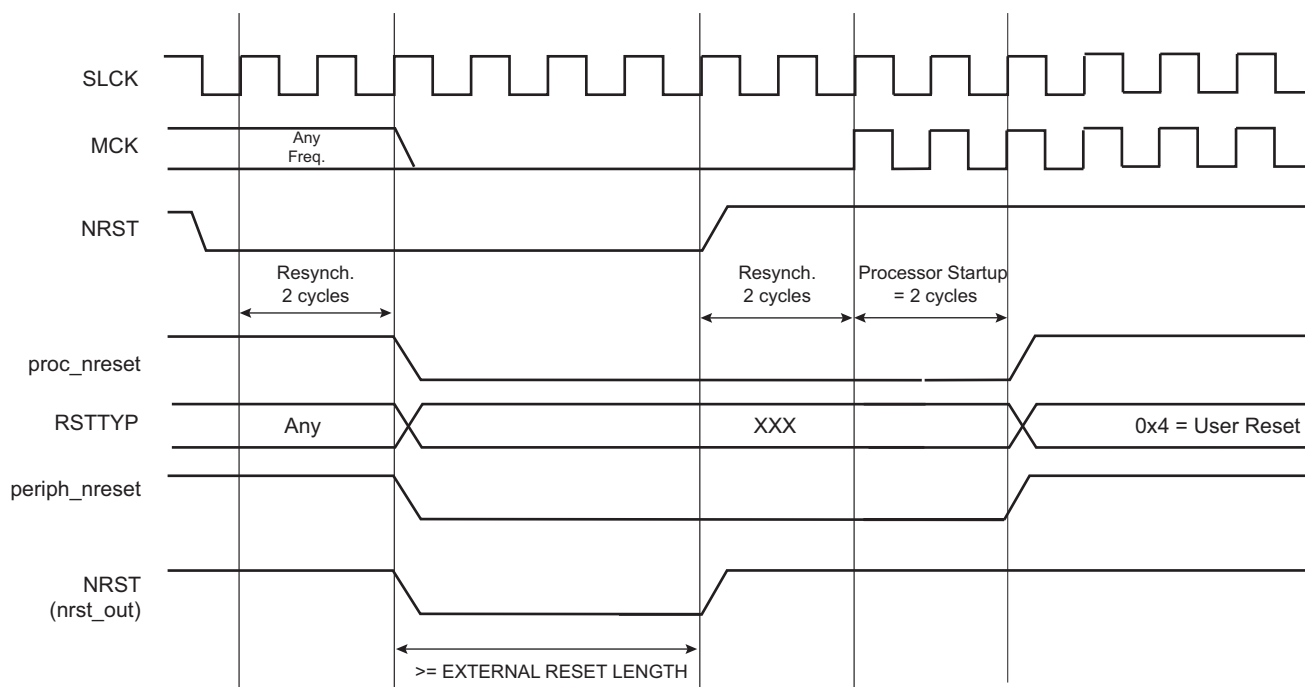 SLCK
MCK
Any
Freq.
NRST
Resynch.
2 cycles
Resynch.
2 cycles
Processor Startup
= 2 cycles
proc_nreset
RSTTYP
Any
XXX
0x4 = User Reset
periph_nreset
NRST
(nrst_out)
>= EXTERNAL RESET LENGTH